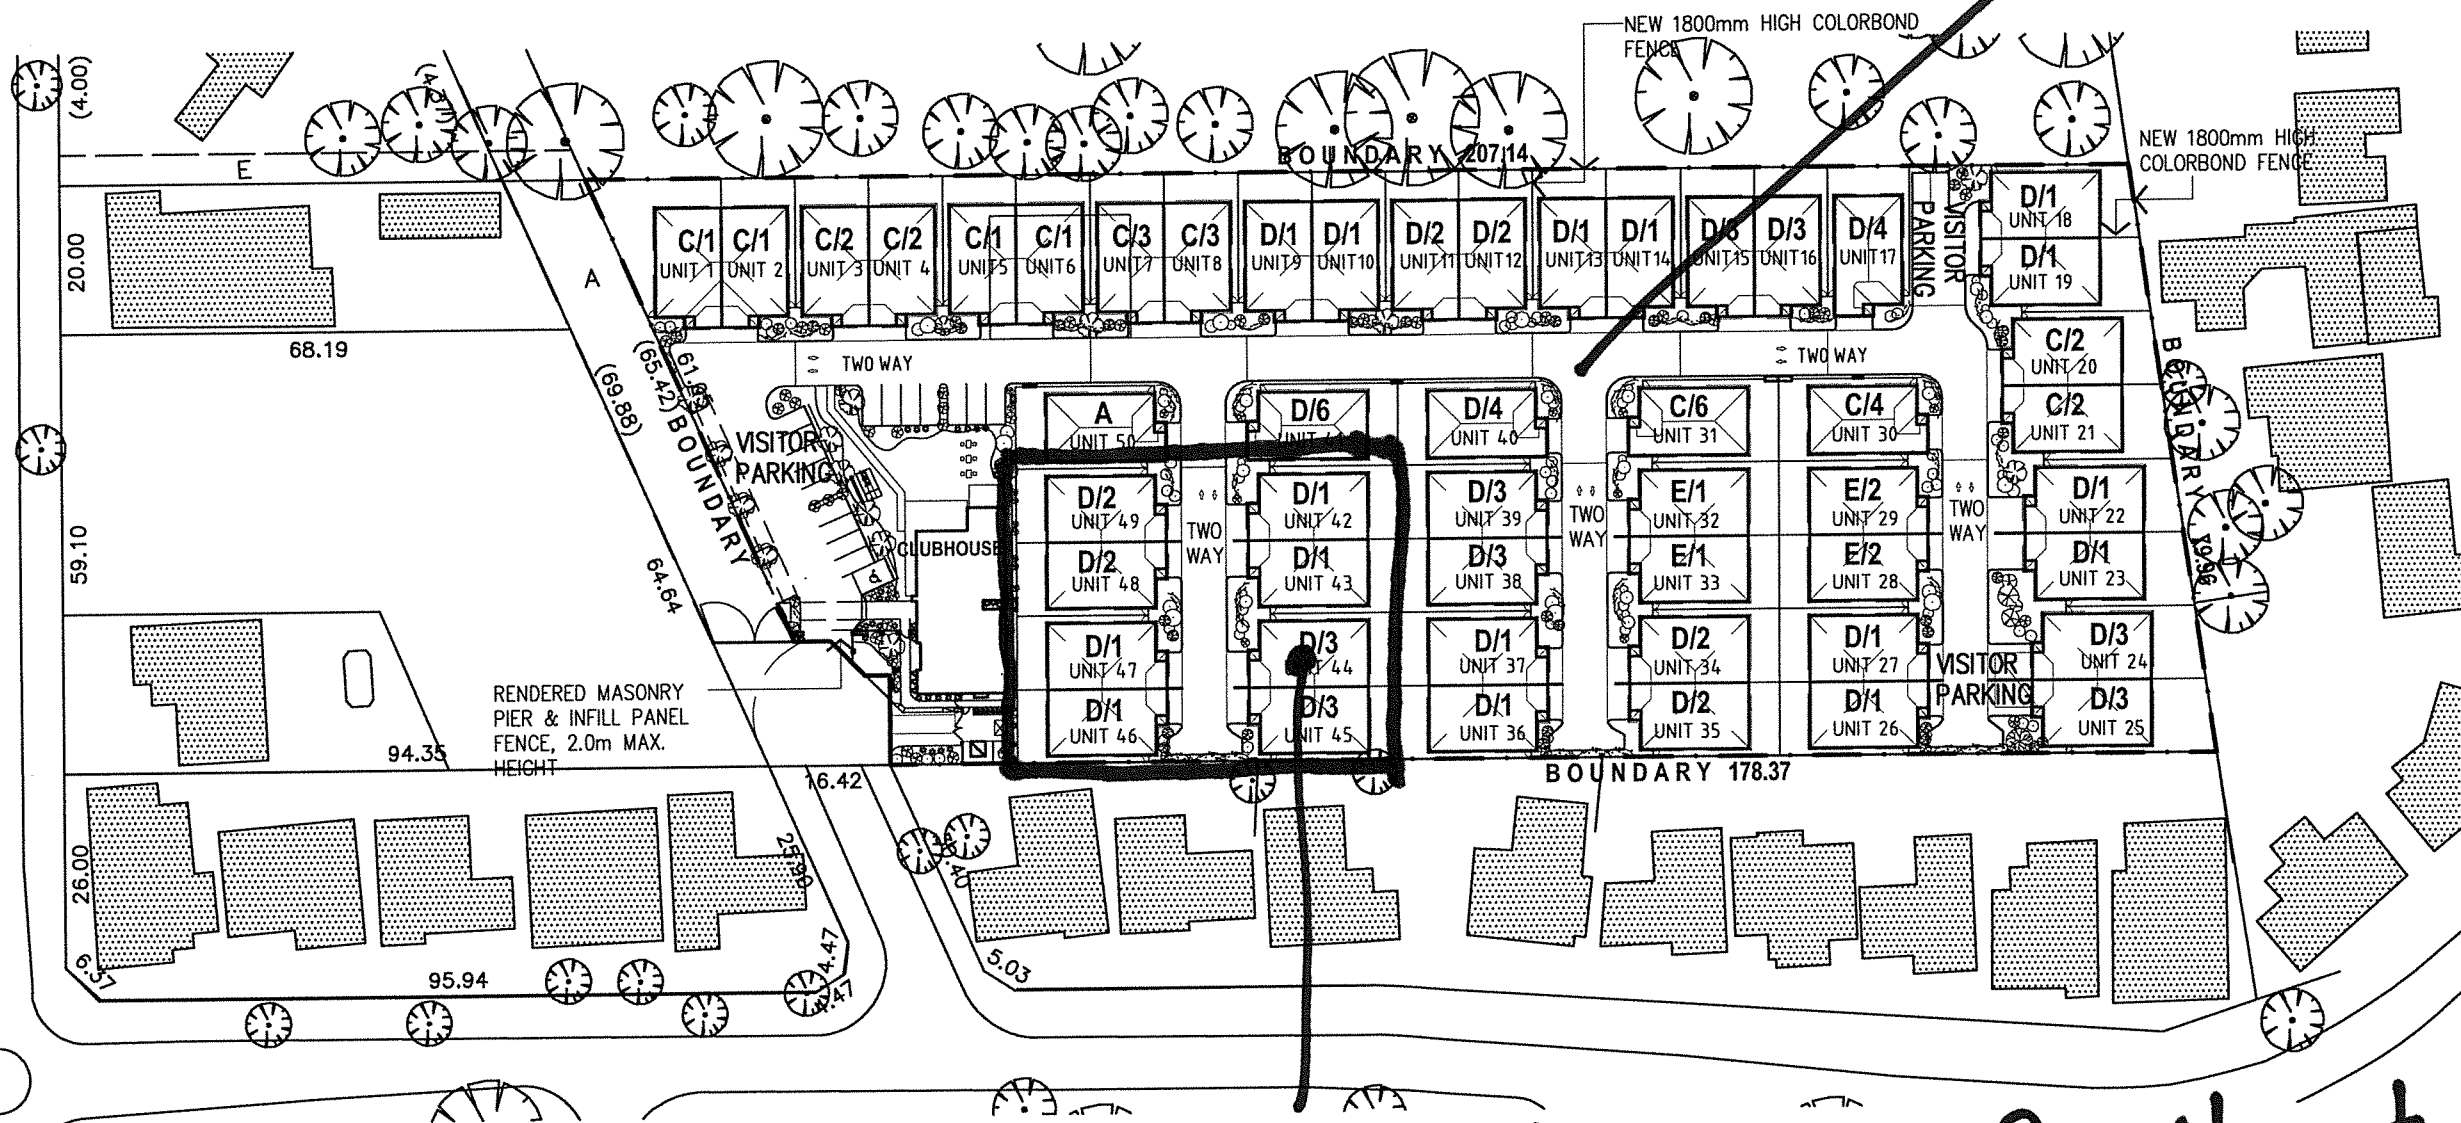 NEW 1800mm HIGH COLORBOND
FENCE
(4.00)
E
BOUNDARY 207.14
NEW 1800mm HIGH
COLORBOND FENCE
20.00
A
C/1
UNIT 1
C/1
UNIT 2
C/2
UNIT 3
C/2
UNIT 4
C/1
UNIT 5
C/1
UNIT 6
C/3
UNIT 7
C/3
UNIT 8
D/1
UNIT 9
D/1
UNIT 10
D/2
UNIT 11
D/2
UNIT 12
D/1
UNIT 13
D/1
UNIT 14
UNIT 15
D/3
UNIT 16
D/4
UNIT 17
VISITOR
PARKING
D/1
UNIT 18
D/1
UNIT 19
68.19
(69.88)
(65.42)
BOUNDARY
TWO WAY
TWO WAY
C/2
UNIT 20
C/2
UNIT 21
BOUNDARY 79.96
VISITOR
PARKING
A
UNIT 50
D/6
D/4
UNIT 40
C/6
UNIT 31
C/4
UNIT 30
D/2
UNIT 49
D/2
UNIT 48
TWO
WAY
D/1
UNIT 42
D/1
UNIT 43
D/3
UNIT 39
D/3
UNIT 38
TWO
WAY
E/1
UNIT 32
E/1
UNIT 33
E/2
UNIT 29
E/2
UNIT 28
TWO
WAY
D/1
UNIT 22
D/1
UNIT 23
CLUBHOUSE
59.10
64.64
D/1
UNIT 47
D/1
UNIT 46
D/3
44
D/3
UNIT 45
D/1
UNIT 37
D/1
UNIT 36
D/2
UNIT 34
D/2
UNIT 35
D/1
UNIT 27
D/1
UNIT 26
VISITOR
PARKING
D/3
UNIT 24
D/3
UNIT 25
RENDERED MASONRY
PIER & INFILL PANEL
FENCE, 2.0m MAX.
HEIGHT
94.35
16.42
BOUNDARY 178.37
26.00
25.90
6.37
95.94
4.47
4.47
5.03